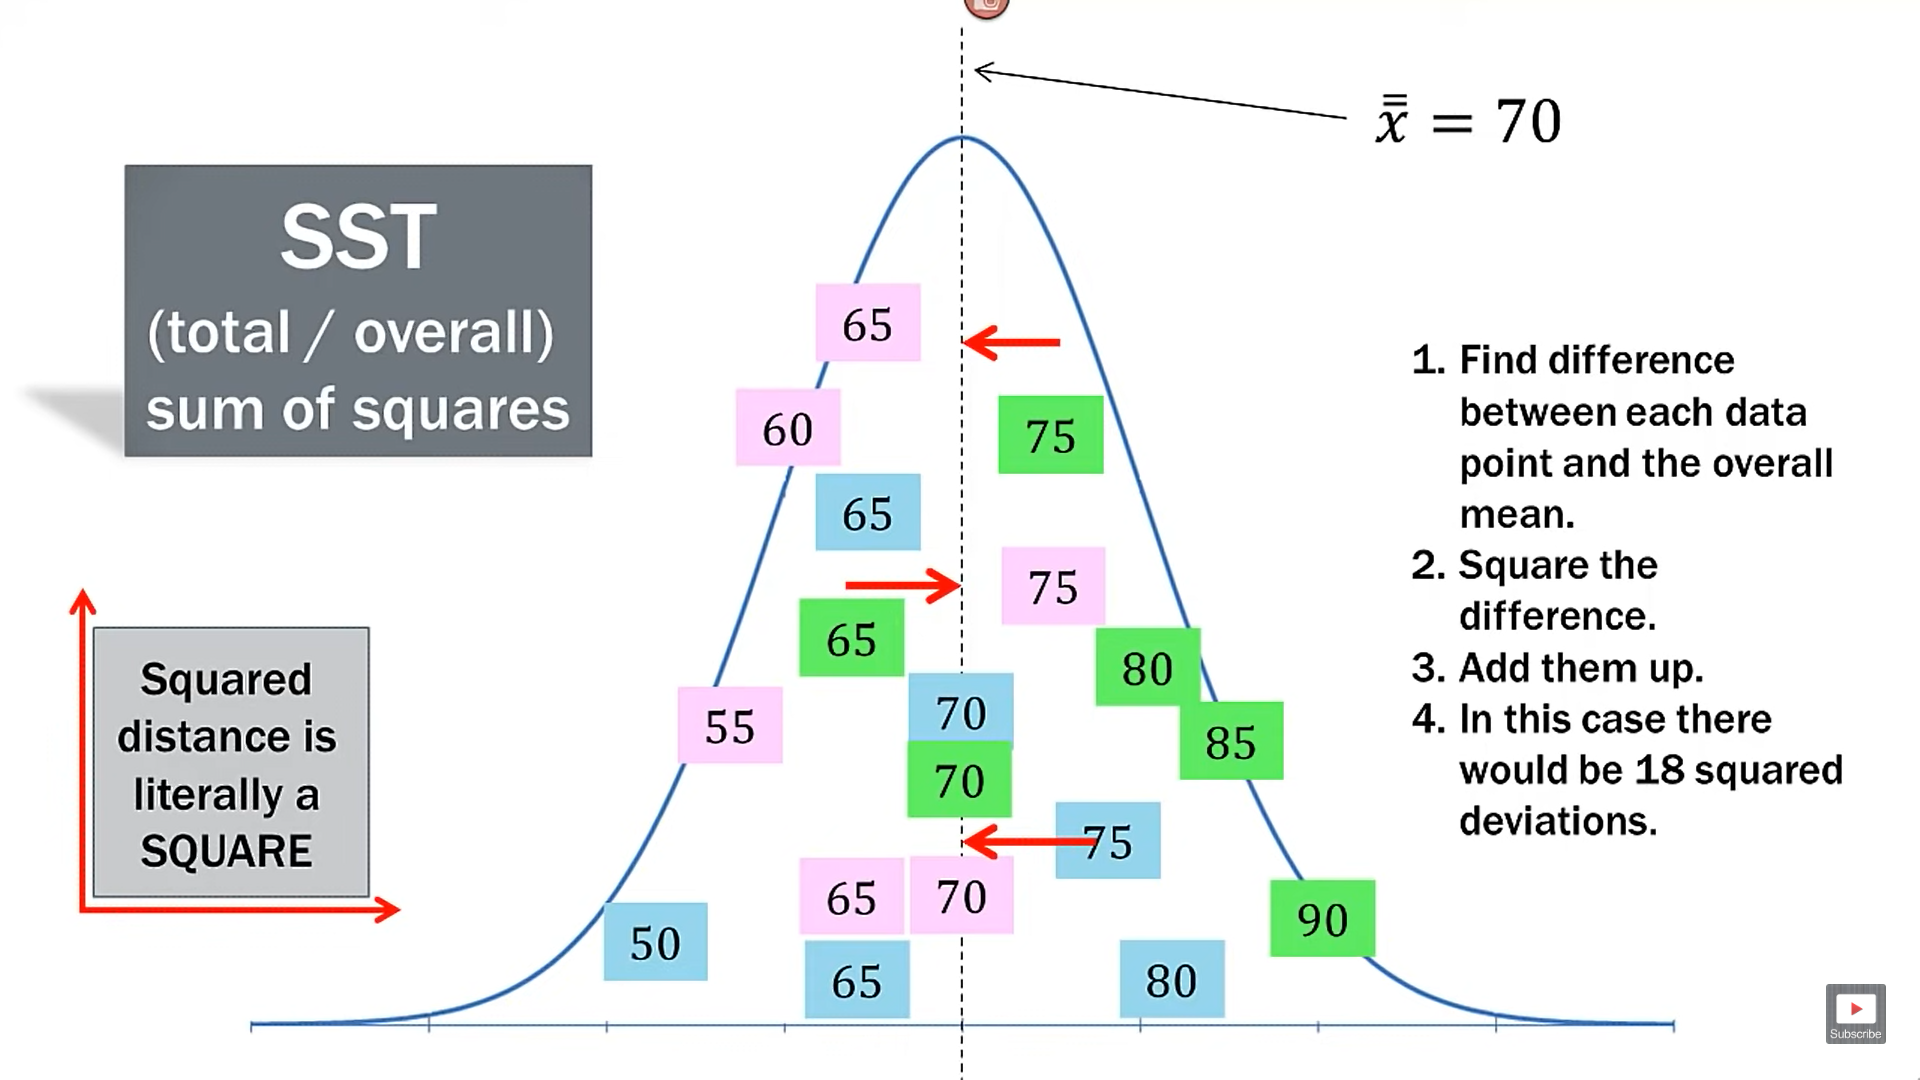 x̿ = 70
SST
(total / overall)
sum of squares
65
60
75
65
75
65
80
70
55
85
70
75
65
70
90
50
65
80
Squared
distance is
literally a
SQUARE
1. Find difference
between each data
point and the overall
mean.
2. Square the
difference.
3. Add them up.
4. In this case there
would be 18 squared
deviations.
Subscribe